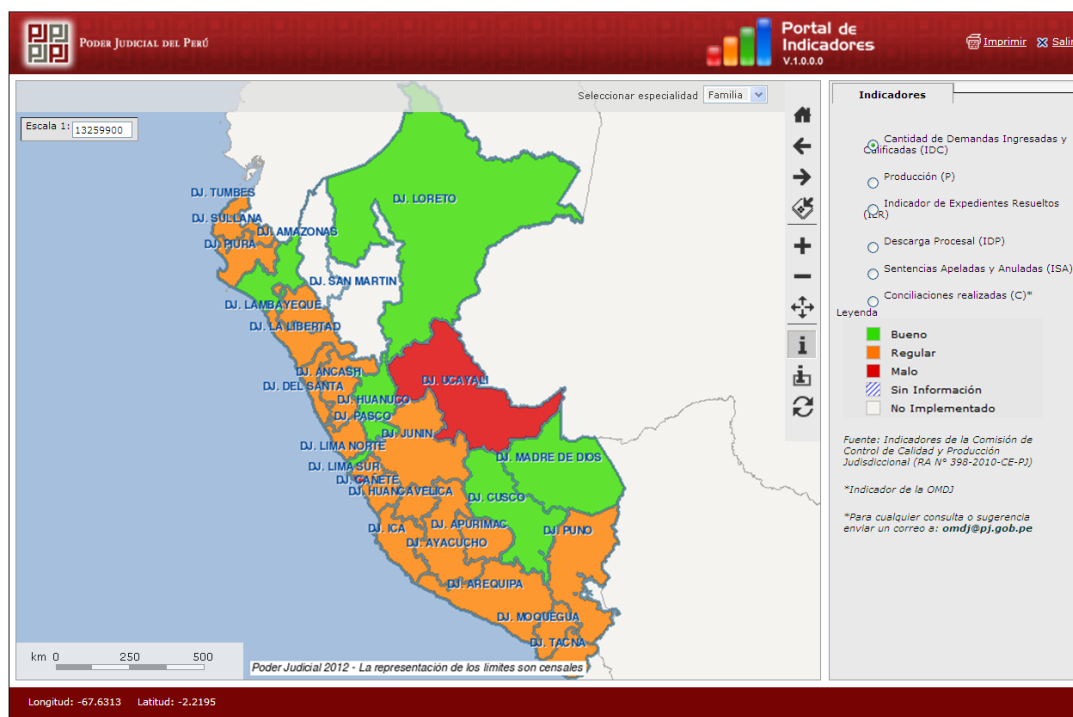 PODER JUDICIAL DEL PERÚ
Portal de
Indicadores
V.1.0.0.0
Imprimir
Salir
Seleccionar especialidad Familia
Escala 1: 13259900
DJ. TUMBES
DJ. LORETO
DJ. SULLANA
DJ. AMAZONAS
DJ. PIURA
DJ. SAN MARTIN
DJ. LAMBAYEQUE
DJ. LA LIBERTAD
DJ. ANCASH
DJ. UCAYALI
DJ. DEL SANTA
DJ. HUANUCO
DJ. PASCO
DJ. JUNIN
DJ. LIMA NORTE
DJ. MADRE DE DIOS
DJ. LIMA SUR
DJ. CAÑETE
DJ. HUANCAVELICA
DJ. CUSCO
DJ. ICA
DJ. APURIMAC
DJ. PUNO
DJ. AYACUCHO
DJ. AREQUIPA
DJ. MOQUEGUA
DJ. TACNA
km 0 250 500
Poder Judicial 2012 - La representación de los limites son censales
Indicadores
Cantidad de Demandas Ingresadas y
Calificadas (IDC)
Producción (P)
Indicador de Expedientes Resueltos
(IER)
Descarga Procesal (IDP)
Sentencias Apeladas y Anuladas (ISA)
Conciliaciones realizadas (C)*
Leyenda
Bueno
Regular
Malo
Sin Información
No Implementado
Fuente: Indicadores de la Comisión de
Control de Calidad y Producción
Judisdiccional (RA Nº 398-2010-CE-PJ)
*Indicador de la OMDJ
*Para cualquier consulta o sugerencia
enviar un correo a: omdj@pj.gob.pe
Longitud: -67.6313 Latitud: -2.2195